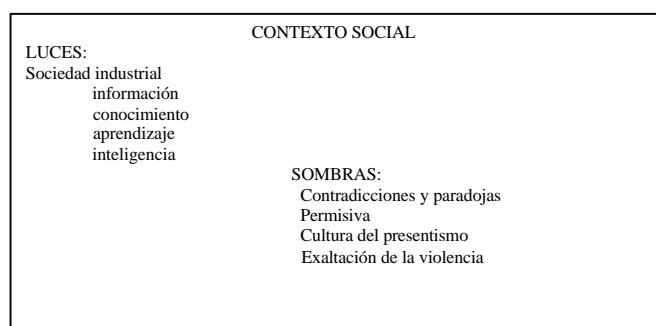 CONTEXTO SOCIAL
LUCES:
Sociedad industrial
información
conocimiento
aprendizaje
inteligencia
SOMBRAS:
Contradicciones y paradojas
Permisiva
Cultura del presentismo
Exaltación de la violencia